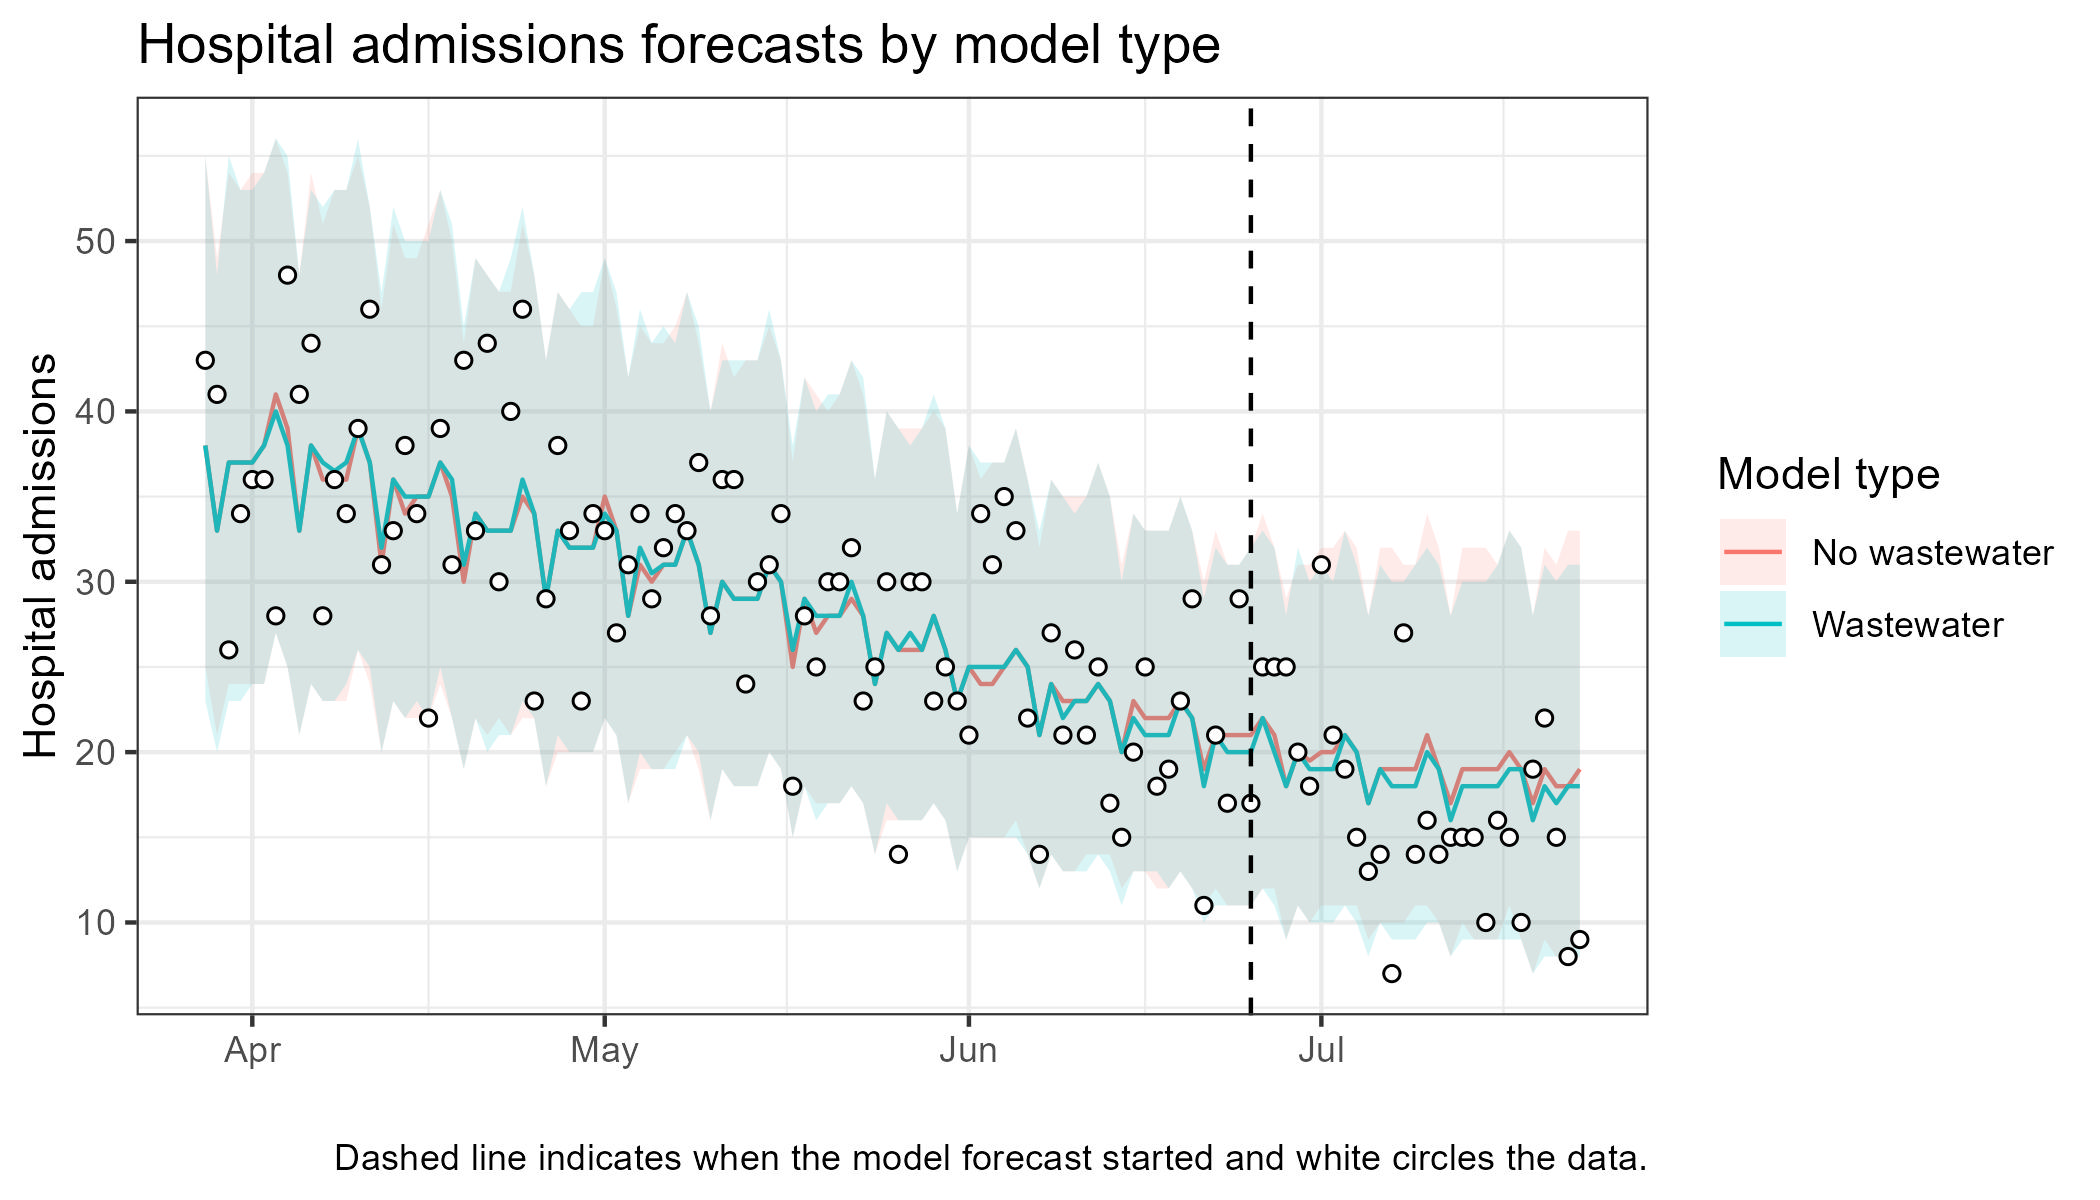 Hospital admissions forecasts by model type
Hospital admissions
50
40
30
20
10
Apr May Jun Jul
Model type
No wastewater
Wastewater
Dashed line indicates when the model forecast started and white circles the data.